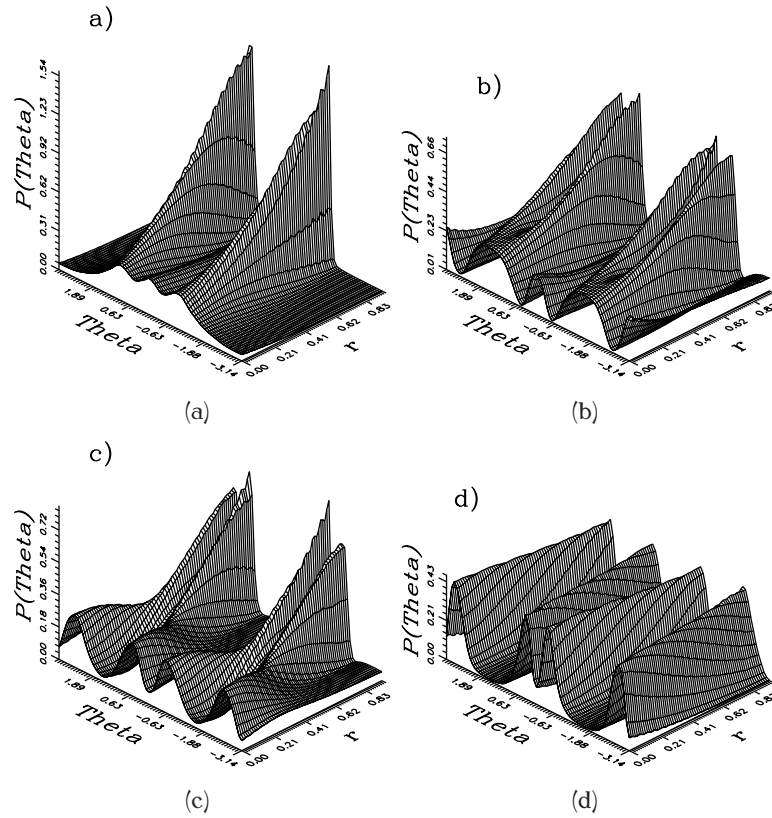 a)
P(Theta)
1.54
1.23
0.92
0.62
0.31
0.00
1.89
0.63
-0.63
-1.88
-3.14
Theta
0.00
0.21
0.41
0.62
0.83
r
(a)
b)
P(Theta)
0.66
0.44
0.23
0.01
1.89
0.63
-0.63
-1.88
-3.14
Theta
0.00
0.21
0.41
0.62
0.83
r
(b)
c)
P(Theta)
0.72
0.54
0.36
0.18
0.00
1.89
0.63
-0.63
-1.88
-3.14
Theta
0.00
0.21
0.41
0.62
0.83
r
(c)
d)
P(Theta)
0.43
0.21
0.00
1.89
0.63
-0.63
-1.88
-3.14
Theta
0.00
0.21
0.41
0.62
0.83
r
(d)